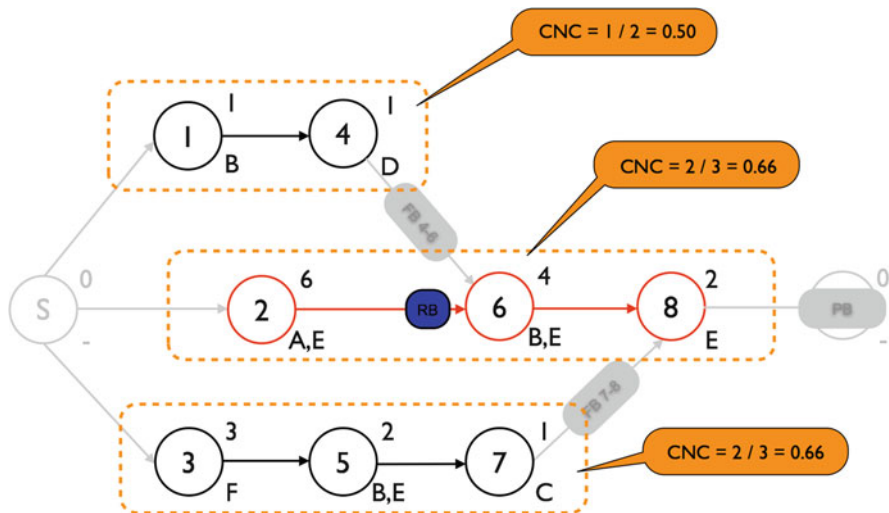 CNC = 1 / 2 = 0.50
1
1
1
4
B
D
FB 4-6
CNC = 2 / 3 = 0.66
S
0
-
2
6
A,E
RB
6
4
B,E
8
2
E
PB
0
-
FB 7-8
3
3
F
5
2
B,E
7
1
C
CNC = 2 / 3 = 0.66